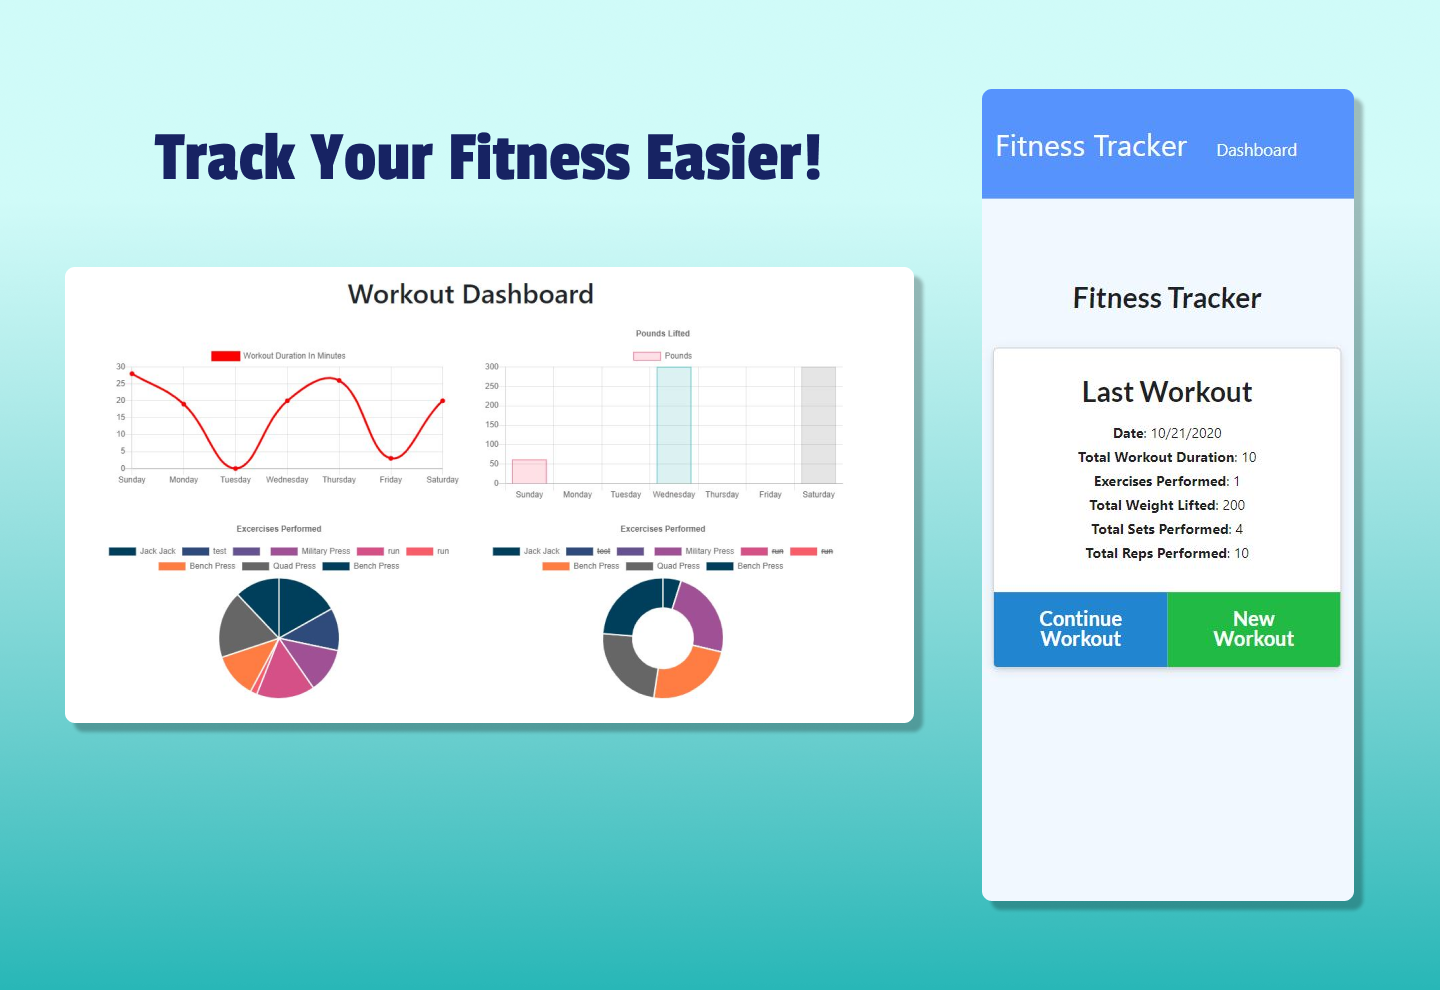 Track Your Fitness Easier!
Workout Dashboard
Workout Duration In Minutes
30
25
20
15
10
5
0
Sunday Monday Tuesday Wednesday Thursday Friday Saturday
Pounds Lifted
Pounds
300
250
200
150
100
50
0
Sunday Monday Tuesday Wednesday Thursday Friday Saturday
Excercises Performed
Jack Jack test Military Press run run
Bench Press Quad Press Bench Press
Excercises Performed
Jack Jack test Military Press run run
Bench Press Quad Press Bench Press
Fitness Tracker Dashboard
Fitness Tracker
Last Workout
Date: 10/21/2020
Total Workout Duration: 10
Exercises Performed: 1
Total Weight Lifted: 200
Total Sets Performed: 4
Total Reps Performed: 10
Continue
Workout
New
Workout